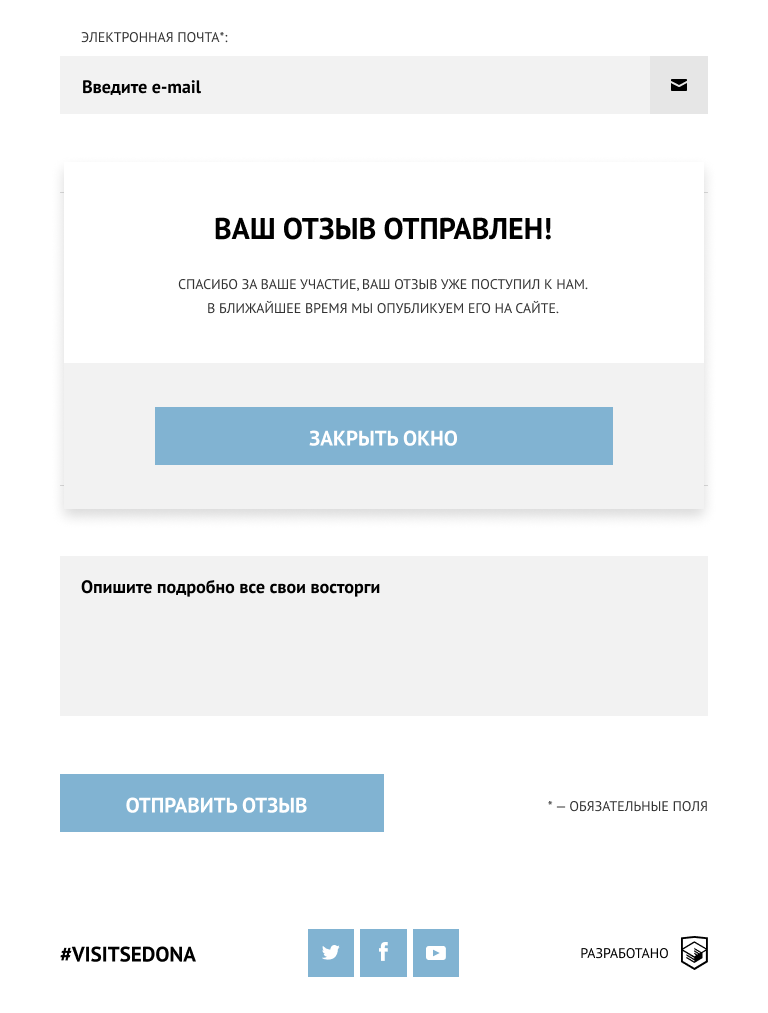 ЭЛЕКТРОННАЯ ПОЧТА*:
Введите e-mail
ВАШ ОТЗЫВ ОТПРАВЛЕН!
СПАСИБО ЗА ВАШЕ УЧАСТИЕ, ВАШ ОТЗЫВ УЖЕ ПОСТУПИЛ К НАМ.
В БЛИЖАЙШЕЕ ВРЕМЯ МЫ ОПУБЛИКУЕМ ЕГО НА САЙТЕ.
ЗАКРЫТЬ ОКНО
Опишите подробно все свои восторги
ОТПРАВИТЬ ОТЗЫВ
* — ОБЯЗАТЕЛЬНЫЕ ПОЛЯ
#VISITSEDONA
РАЗРАБОТАНО